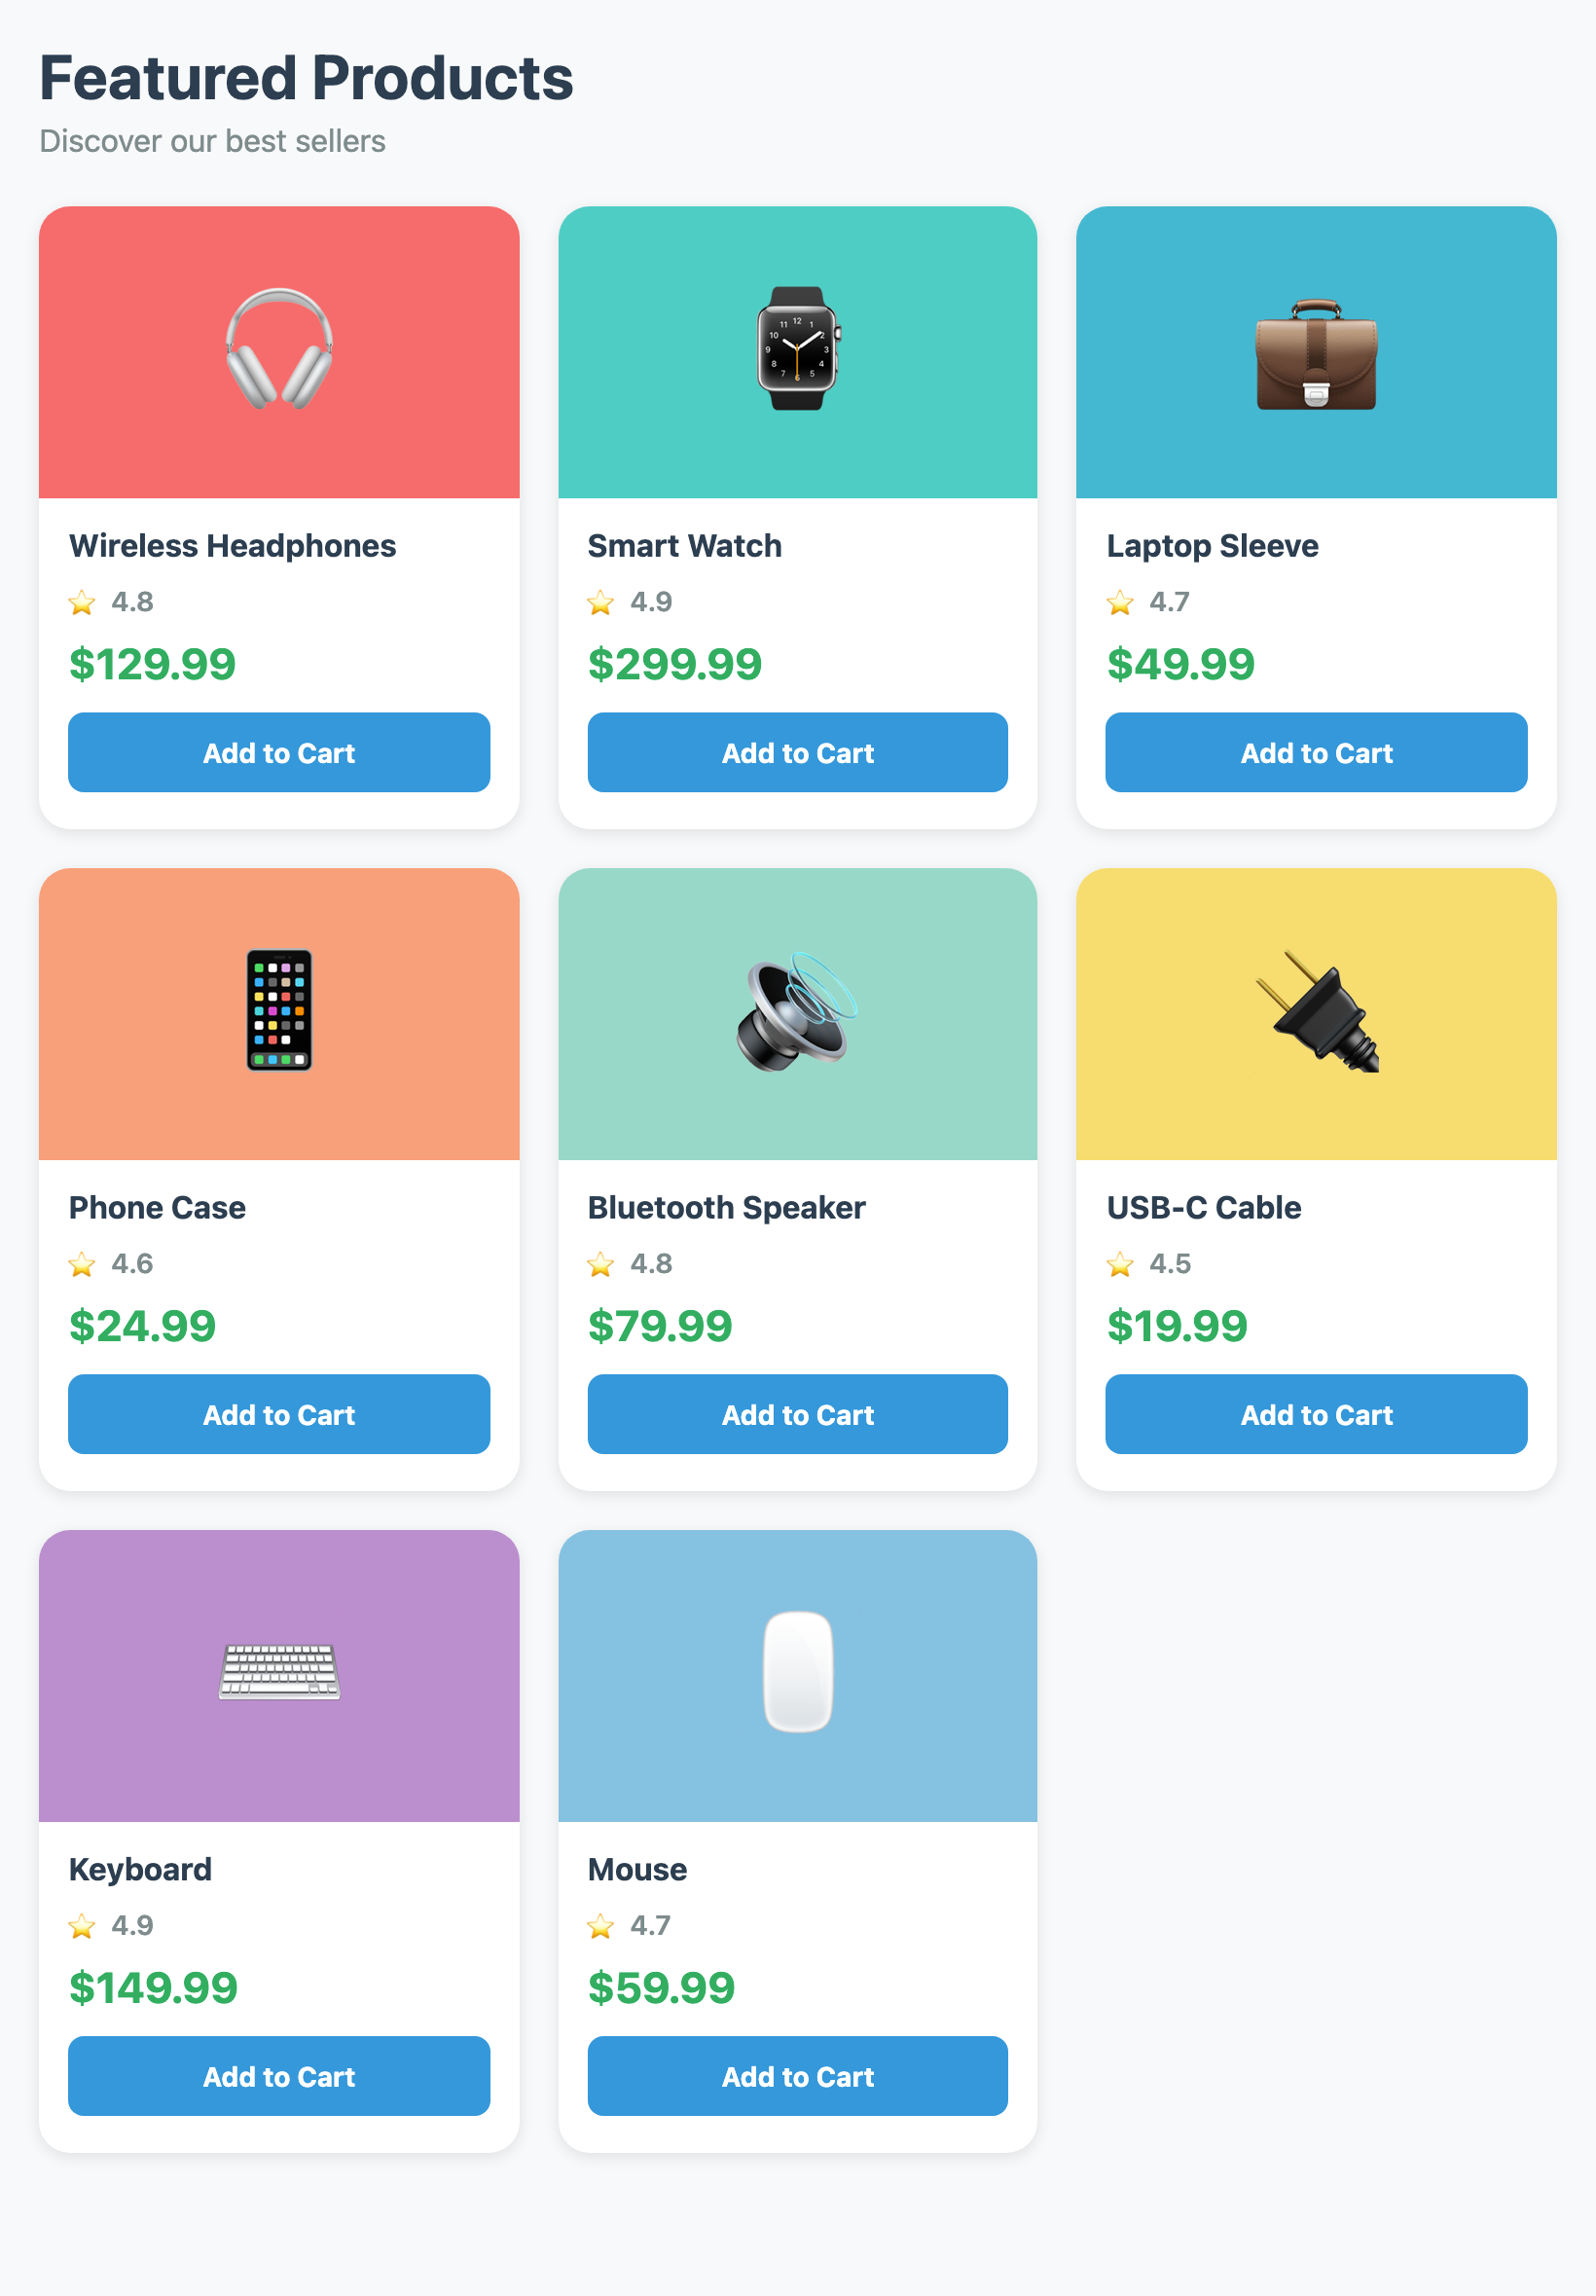 Featured Products
Discover our best sellers
Wireless Headphones
4.8
$129.99
Add to Cart
Smart Watch
4.9
$299.99
Add to Cart
Laptop Sleeve
4.7
$49.99
Add to Cart
Phone Case
4.6
$24.99
Add to Cart
Bluetooth Speaker
4.8
$79.99
Add to Cart
USB-C Cable
4.5
$19.99
Add to Cart
Keyboard
4.9
$149.99
Add to Cart
Mouse
4.7
$59.99
Add to Cart